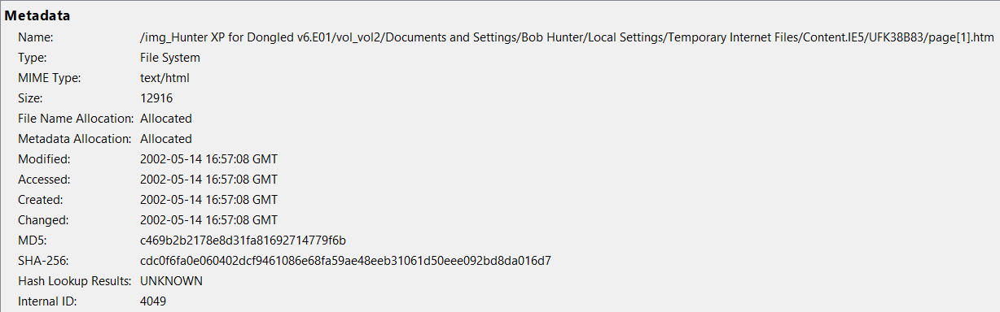 Metadata
Name: /img_Hunter XP for Dongled v6.E01/vol_vol2/Documents and Settings/Bob Hunter/Local Settings/Temporary Internet Files/Content.IE5/UFK38B83/page[1].htm
Type: File System
MIME Type: text/html
Size: 12916
File Name Allocation: Allocated
Metadata Allocation: Allocated
Modified: 2002-05-14 16:57:08 GMT
Accessed: 2002-05-14 16:57:08 GMT
Created: 2002-05-14 16:57:08 GMT
Changed: 2002-05-14 16:57:08 GMT
MD5: c469b2b2178e8d31fa81692714779f6b
SHA-256: cdc0f6fa0e060402dcf9461086e68fa59ae48eeb31061d50eee092bd8da016d7
Hash Lookup Results: UNKNOWN
Internal ID: 4049